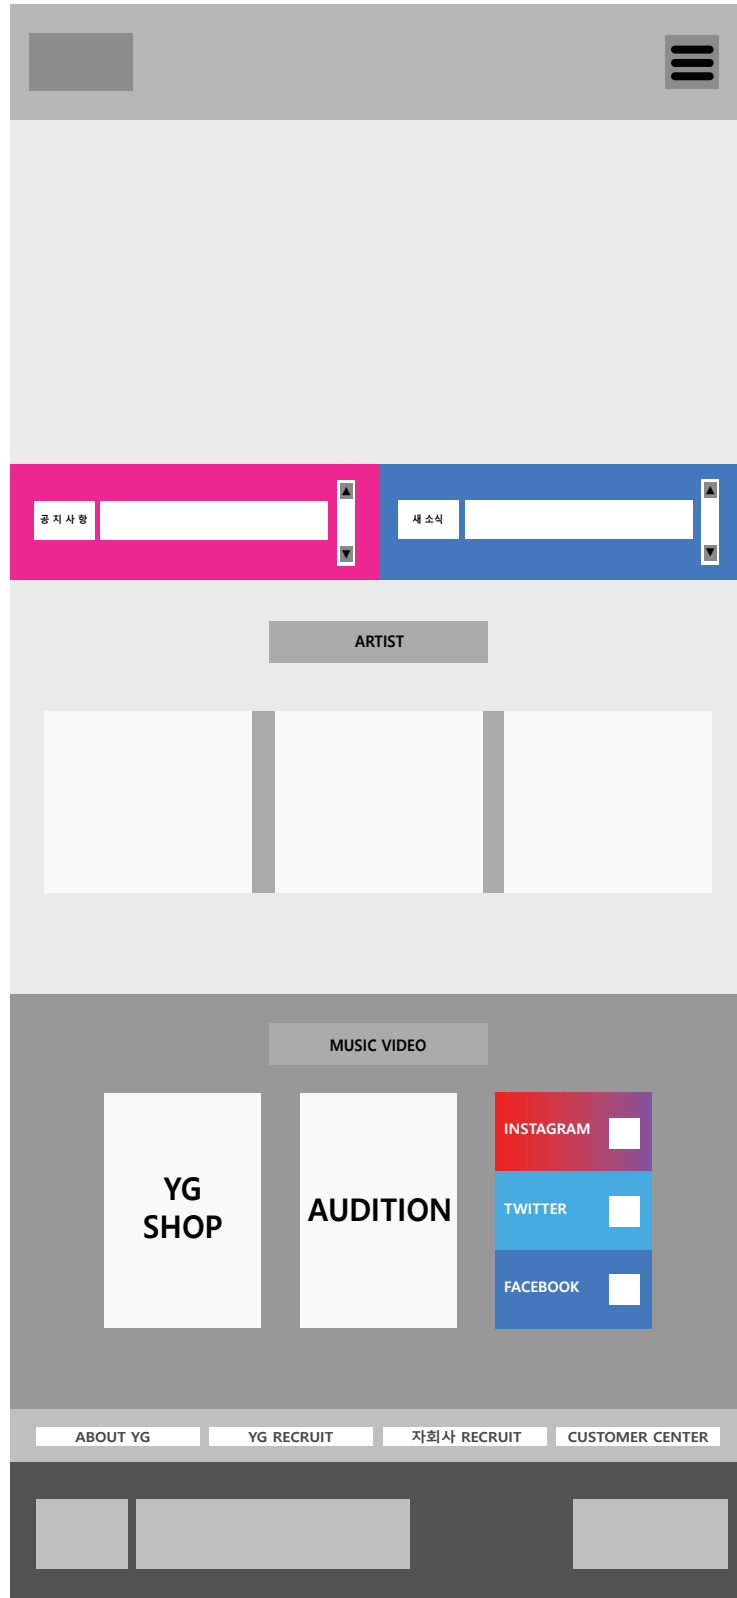 공 지 사 항
▲
▼
새 소식
▲
▼
ARTIST
MUSIC VIDEO
YG
SHOP
AUDITION
INSTAGRAM
TWITTER
FACEBOOK
ABOUT YG
YG RECRUIT
자회사 RECRUIT
CUSTOMER CENTER